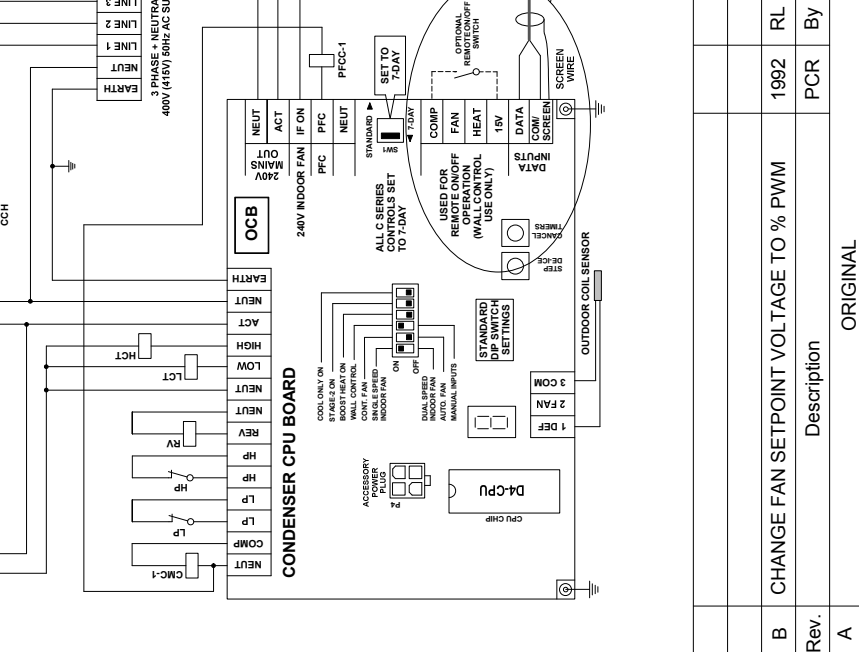 LINE 3
LINE 2
LINE 1
NEUT
EARTH
3 PHASE + NEUTRA
400V (415V) 50Hz AC SU
CCH
PFCC-1
SET TO
7-DAY
OPTIONAL
REMOTE ON/OFF
SWITCH
SCREEN
WIRE
NEUT
ACT
IF ON
PFC
NEUT
STANDARD
7-DAY
SW1
COMP
FAN
HEAT
15V
DATA
COM/
SCREEN
240V
MAINS
OUT
240V INDOOR FAN
PFC
ALL C SERIES
CONTROLS SET
TO 7-DAY
USED FOR
REMOTE ON/OFF
OPERATION
(WALL CONTROL
USE ONLY)
DATA
INPUTS
OCB
CANCEL
TIMERS
STEP
DE-ICE
OUTDOOR COIL SENSOR
EARTH
NEUT
ACT
HIGH
LOW
NEUT
NEUT
REV
HP
HP
LP
LP
COMP
NEUT
HCT
LCT
RV
HP
LP
CMC-1
CONDENSER CPU BOARD
COOL ONLY ON
STAGE-2 ON
BOOST HEAT ON
WALL CONTROL
CONT. FAN
SINGLE SPEED
INDOOR FAN
ON
OFF
DUAL SPEED
INDOOR FAN
AUTO. FAN
MANUAL INPUTS
STANDARD
DIP SWITCH
SETTINGS
3 COM
2 FAN
1 DEF
ACCESSORY
POWER
PLUG
P4
D4-CPU
CPU CHIP
B CHANGE FAN SETPOINT VOLTAGE TO % PWM 1992 RL
Rev. Description PCR By
A ORIGINAL